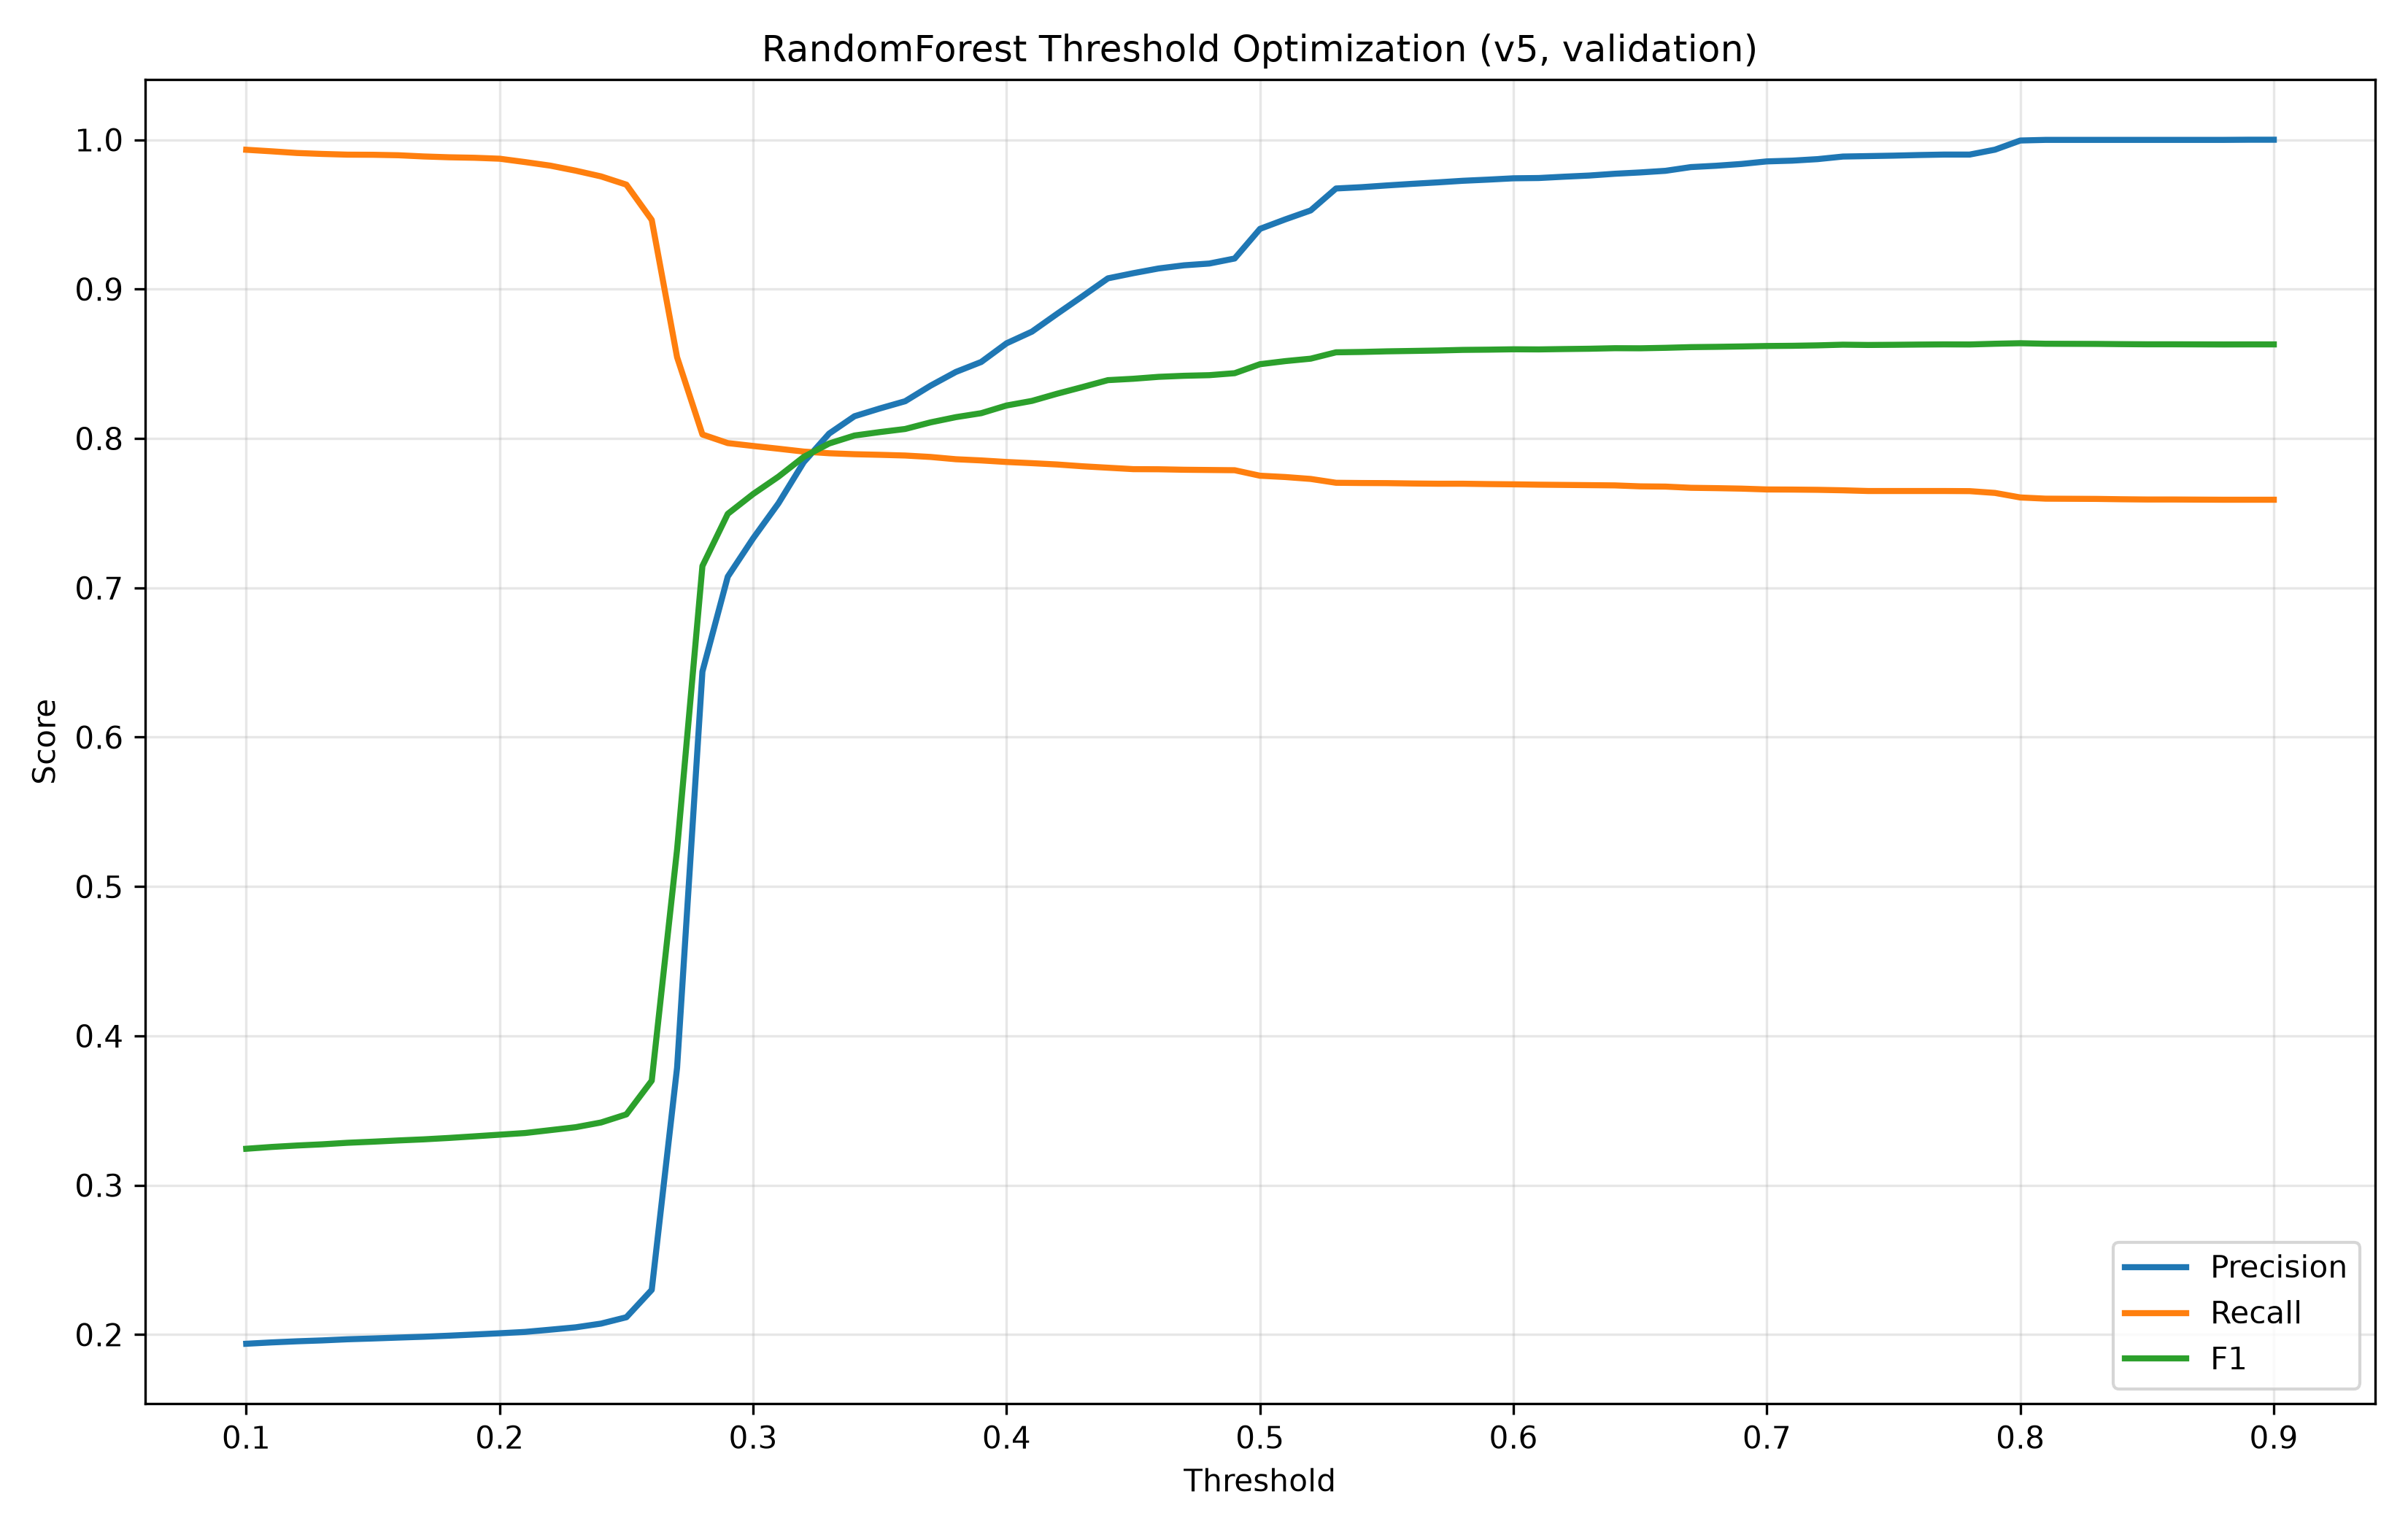 RandomForest Threshold Optimization (v5, validation)
1.0
0.9
0.8
0.7
0.6
0.5
0.4
0.3
0.2
Score
Precision
Recall
F1
0.1 0.2 0.3 0.4 0.5 0.6 0.7 0.8 0.9
Threshold